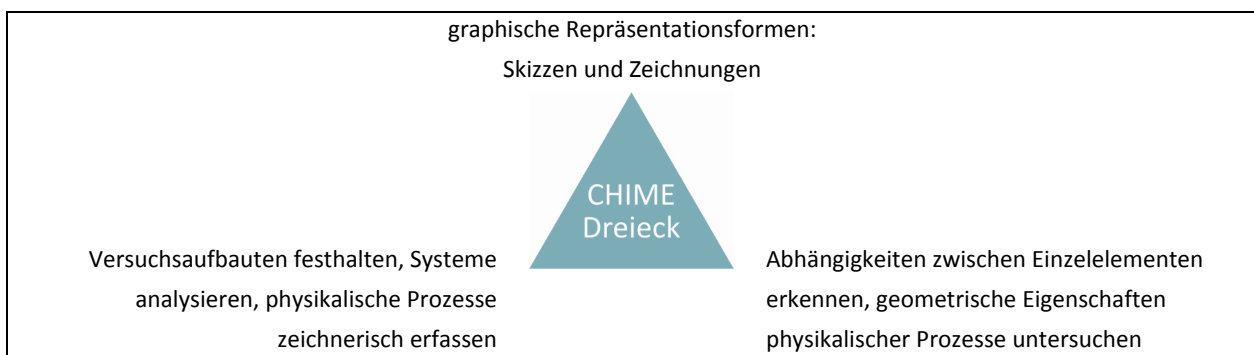 graphische Repräsentationsformen:
Skizzen und Zeichnungen
CHIME
Dreieck
Versuchsaufbauten festhalten, Systeme
analysieren, physikalische Prozesse
zeichnerisch erfassen
Abhängigkeiten zwischen Einzelelementen
erkennen, geometrische Eigenschaften
physikalischer Prozesse untersuchen